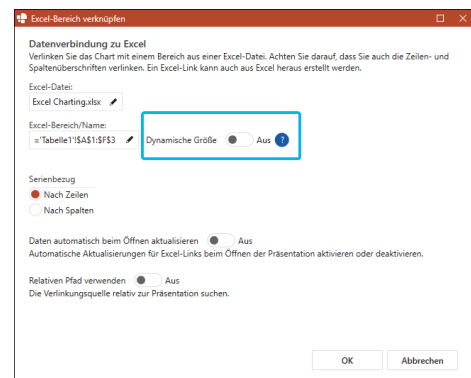 Excel-Bereich verknüpfen
Datenverbindung zu Excel
Verlinken Sie das Chart mit einem Bereich aus einer Excel-Datei. Achten Sie darauf, dass Sie auch die Zeilen- und
Spaltenüberschriften verlinken. Ein Excel-Link kann auch aus Excel heraus erstellt werden.
Excel-Datei:
Excel Charting.xlsx
Excel-Bereich/Name:
='Tabelle1'!$A$1:$F$3 Dynamische Größe Aus ?
Serienbezug
Nach Zeilen
Nach Spalten
Daten automatisch beim Öffnen aktualisieren Aus
Automatische Aktualisierungen für Excel-Links beim Öffnen der Präsentation aktivieren oder deaktivieren.
Relativen Pfad verwenden Aus
Die Verlinkungsquelle relativ zur Präsentation suchen.
OK Abbrechen